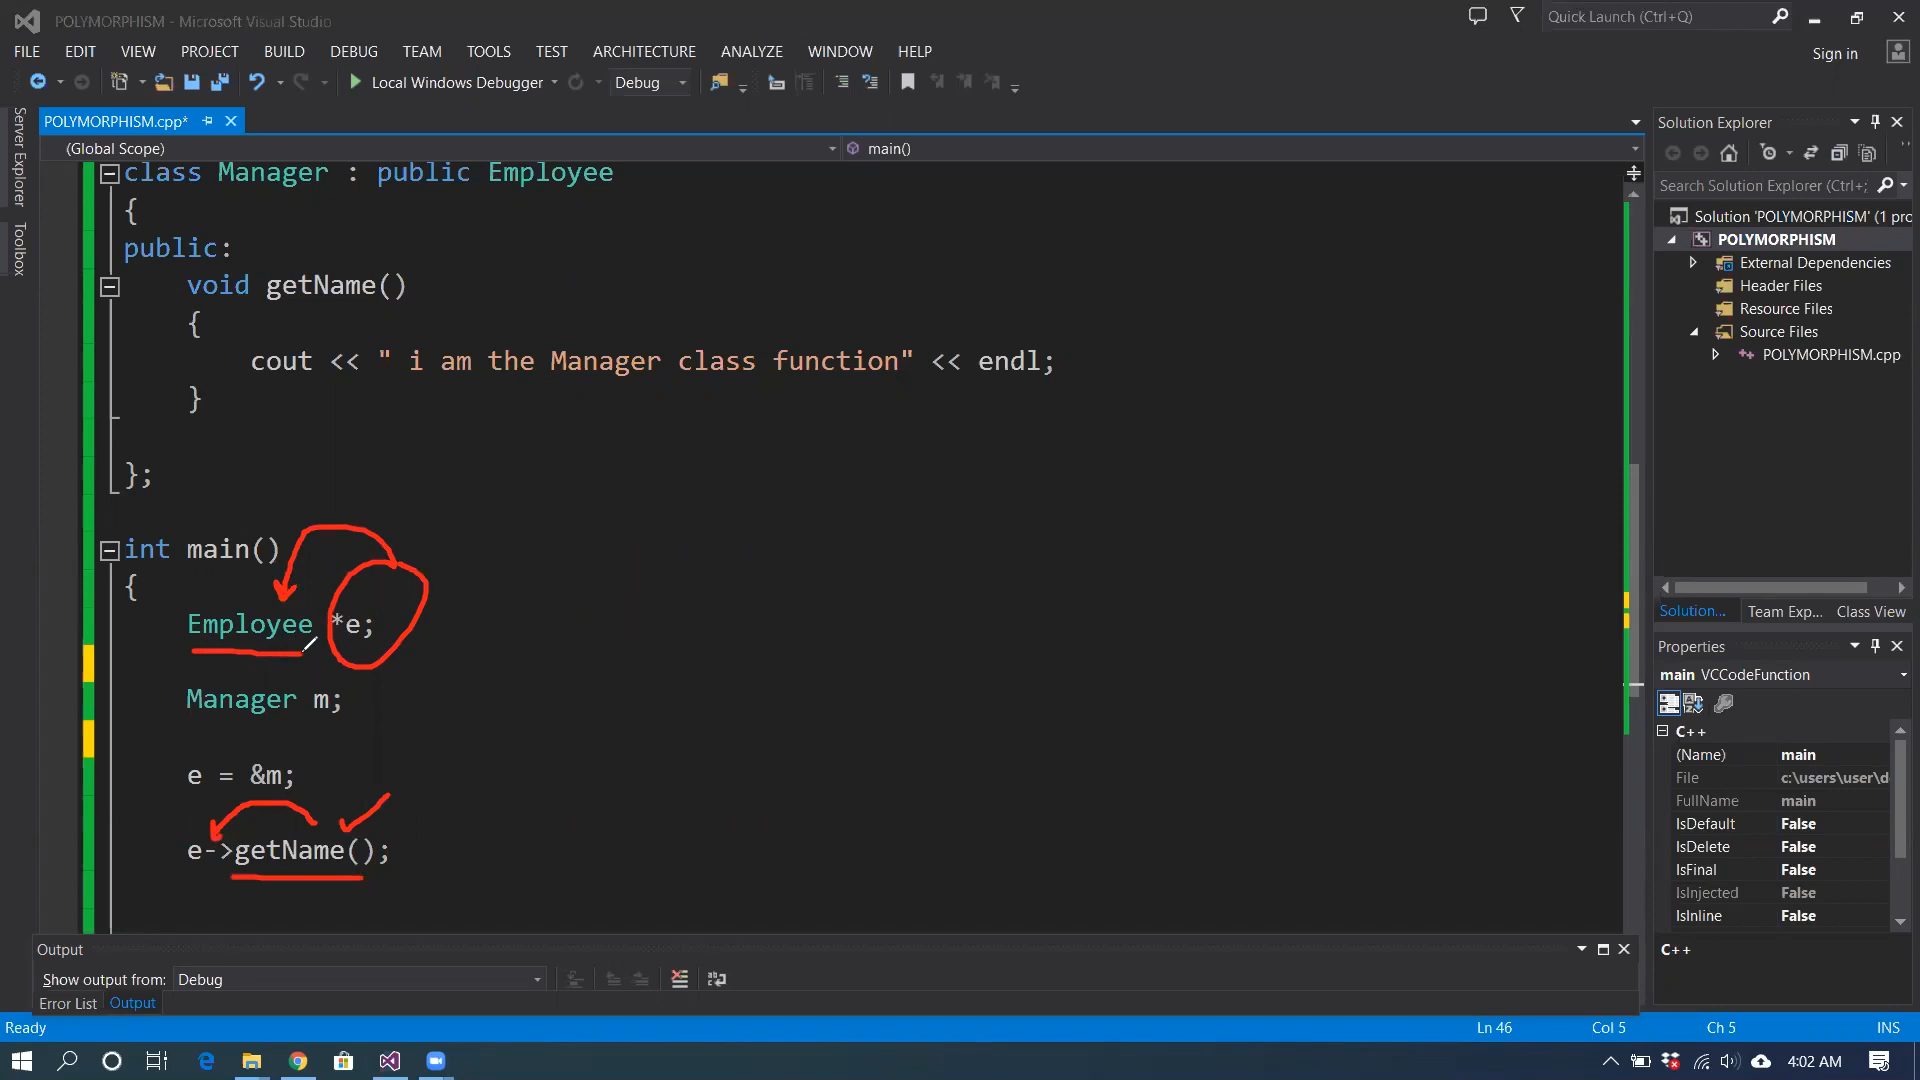 POLYMORPHISM - Microsoft Visual Studio
Quick Launch (Ctrl+Q)
FILE EDIT VIEW PROJECT BUILD DEBUG TEAM TOOLS TEST ARCHITECTURE ANALYZE WINDOW HELP
Sign in
Local Windows Debugger
Debug
Server Explorer
Toolbox
POLYMORPHISM.cpp*
(Global Scope)
main()
class Manager : public Employee
{
public:
void getName()
{
cout << " i am the Manager class function" << endl;
}
};
int main()
{
Employee *e;
Manager m;
e = &m;
e->getName();
Solution Explorer
Search Solution Explorer (Ctrl+;
Solution 'POLYMORPHISM' (1 pro
POLYMORPHISM
External Dependencies
Header Files
Resource Files
Source Files
POLYMORPHISM.cpp
Solution... Team Exp... Class View
Properties
main VCCodeFunction
C++
(Name) main
File c:\users\user\d
FullName main
IsDefault False
IsDelete False
IsFinal False
IsInjected False
IsInline False
C++
Output
Show output from: Debug
Error List Output
Ready
Ln 46 Col 5 Ch 5 INS
4:02 AM